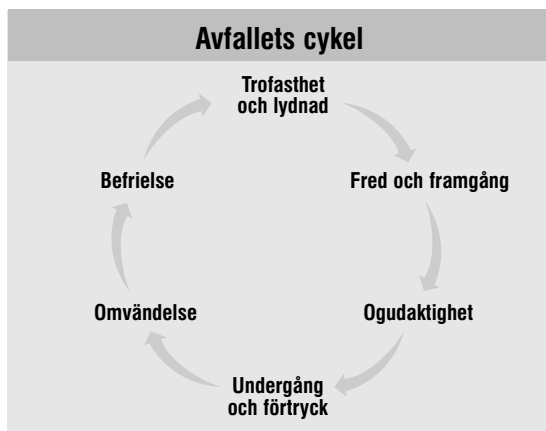 Avfallets cykel
Trofasthet
och lydnad
Befrielse
Fred och framgång
Omvändelse
Ogudaktighet
Undergång
och förtryck